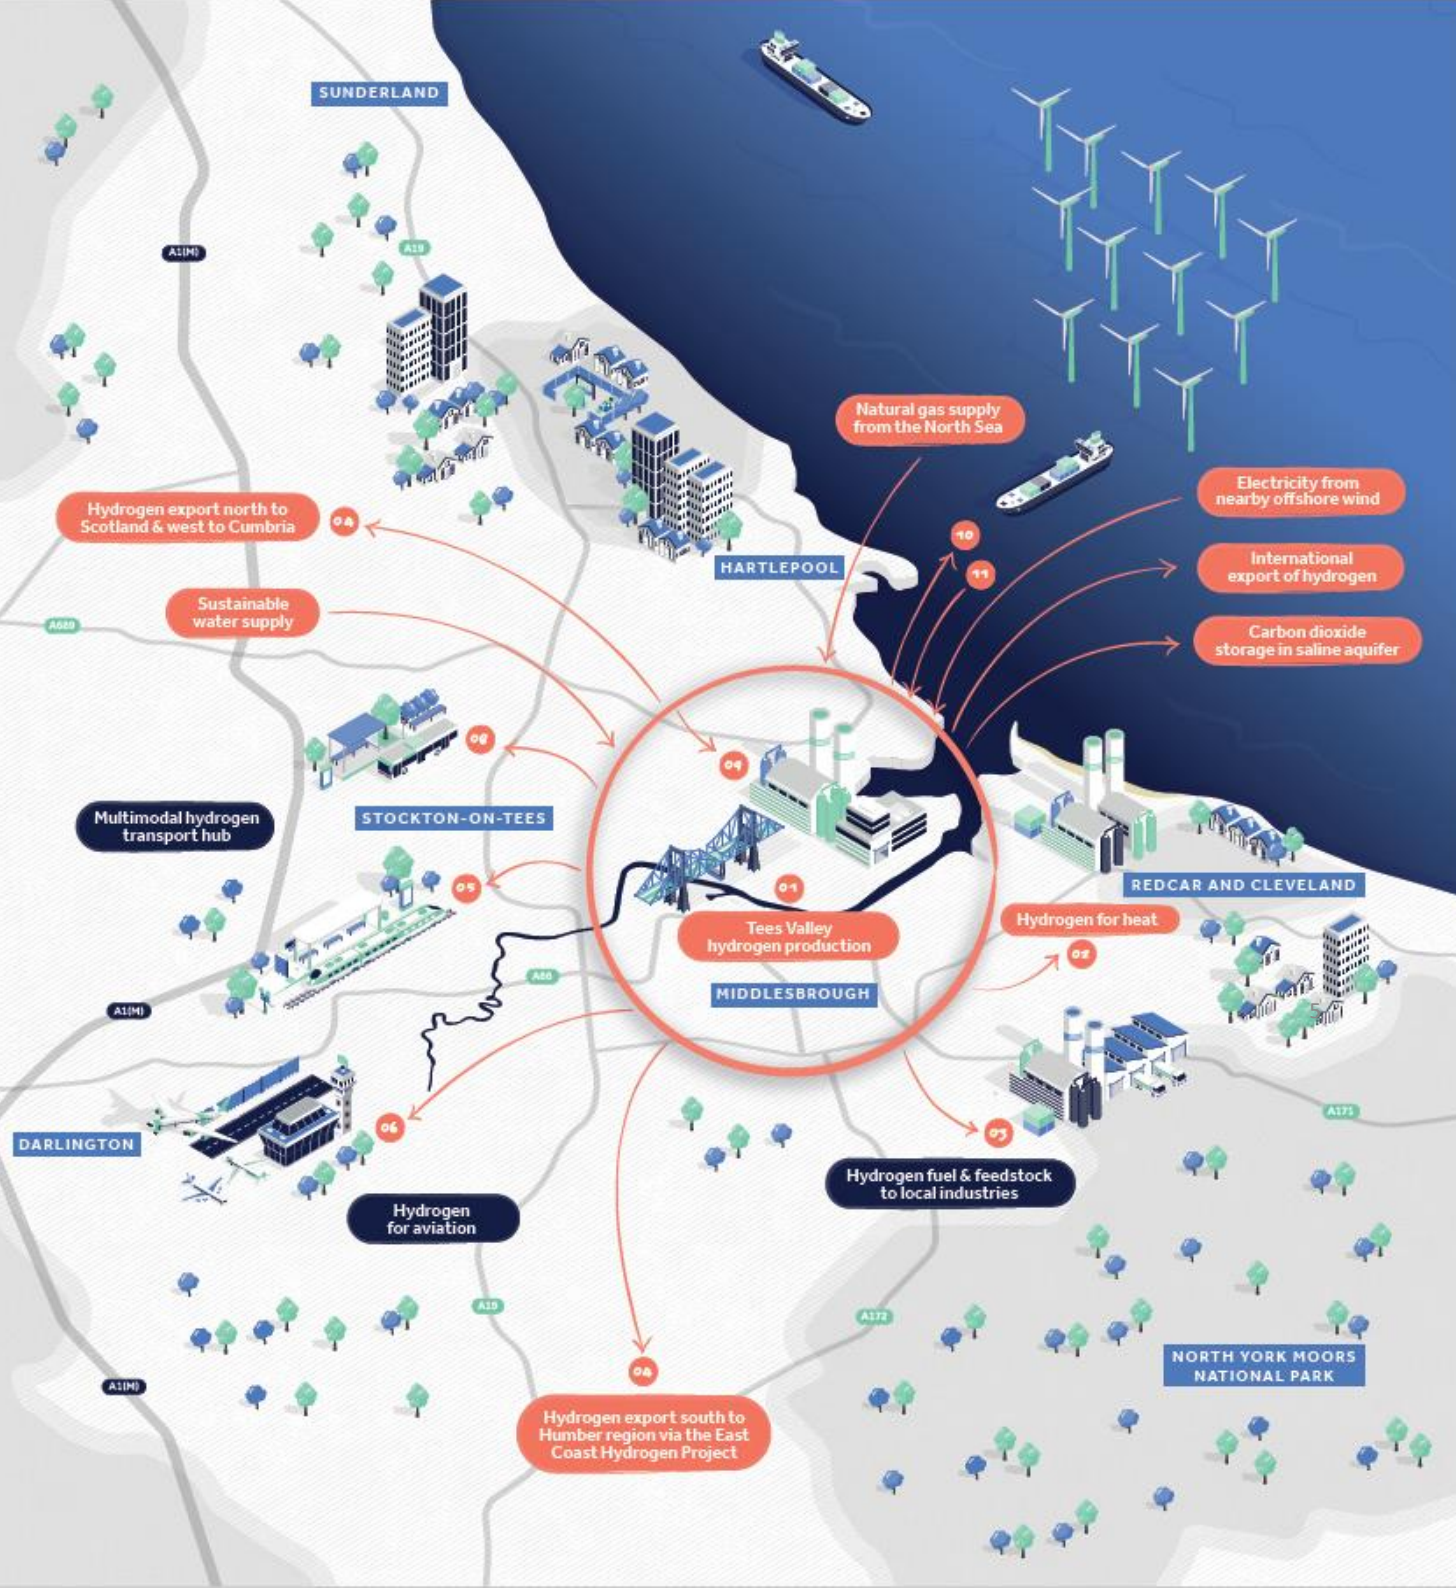 SUNDERLAND
A1(M)
A19
Natural gas supply
from the North Sea
Electricity from
nearby offshore wind
Hydrogen export north to
Scotland & west to Cumbria
04
10
International
export of hydrogen
HARTLEPOOL
11
Sustainable
water supply
A689
Carbon dioxide
storage in saline aquifer
09
Multimodal hydrogen
transport hub
STOCKTON-ON-TEES
05
01
REDCAR AND CLEVELAND
Tees Valley
hydrogen production
Hydrogen for heat
02
A66
MIDDLESBROUGH
A1(M)
DARLINGTON
06
03
A171
Hydrogen fuel & feedstock
to local industries
Hydrogen
for aviation
A19
A172
04
NORTH YORK MOORS
NATIONAL PARK
A1(M)
Hydrogen export south to
Humber region via the East
Coast Hydrogen Project